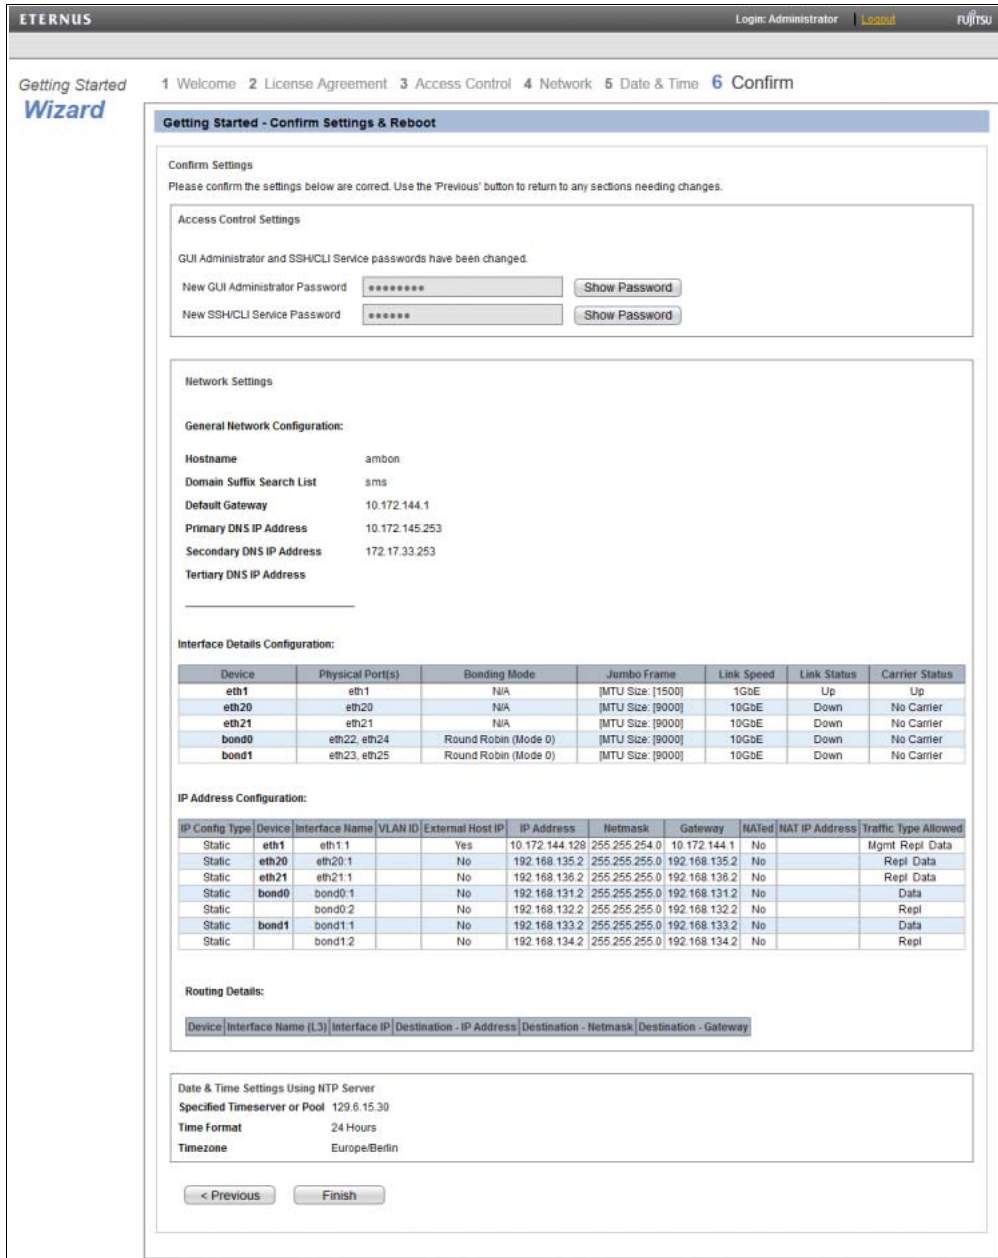 ETERNUS
Login: Administrator Logout FUJITSU
Getting Started
Wizard
1 Welcome 2 License Agreement 3 Access Control 4 Network 5 Date & Time 6 Confirm
Getting Started - Confirm Settings & Reboot
Confirm Settings
Please confirm the settings below are correct. Use the 'Previous' button to return to any sections needing changes.
Access Control Settings
GUI Administrator and SSH/CLI Service passwords have been changed.
New GUI Administrator Password ●●●●●●●● Show Password
New SSH/CLI Service Password ●●●●●● Show Password
Network Settings
General Network Configuration:
Hostname ambon
Domain Suffix Search List sms
Default Gateway 10.172.144.1
Primary DNS IP Address 10.172.145.253
Secondary DNS IP Address 172.17.33.253
Tertiary DNS IP Address
Interface Details Configuration:
Device Physical Port(s) Bonding Mode Jumbo Frame Link Speed Link Status Carrier Status
eth1 eth1 N/A [MTU Size: [1500] 1GbE Up Up
eth20 eth20 N/A [MTU Size: [9000] 10GbE Down No Carrier
eth21 eth21 N/A [MTU Size: [9000] 10GbE Down No Carrier
bond0 eth22, eth24 Round Robin (Mode 0) [MTU Size: [9000] 10GbE Down No Carrier
bond1 eth23, eth25 Round Robin (Mode 0) [MTU Size: [9000] 10GbE Down No Carrier
IP Address Configuration:
IP Config Type Device Interface Name VLAN ID External Host IP IP Address Netmask Gateway NATed NAT IP Address Traffic Type Allowed
Static eth1 eth1:1 Yes 10.172.144.128 255.255.254.0 10.172.144.1 No Mgmt Repl Data
Static eth20 eth20:1 No 192.168.135.2 255.255.255.0 192.168.135.2 No Repl Data
Static eth21 eth21:1 No 192.168.136.2 255.255.255.0 192.168.136.2 No Repl Data
Static bond0 bond0:1 No 192.168.131.2 255.255.255.0 192.168.131.2 No Data
Static bond0:2 No 192.168.132.2 255.255.255.0 192.168.132.2 No Repl
Static bond1 bond1:1 No 192.168.133.2 255.255.255.0 192.168.133.2 No Data
Static bond1:2 No 192.168.134.2 255.255.255.0 192.168.134.2 No Repl
Routing Details:
Device Interface Name (L3) Interface IP Destination - IP Address Destination - Netmask Destination - Gateway
Date & Time Settings Using NTP Server
Specified Timeserver or Pool 129.6.15.30
Time Format 24 Hours
Timezone Europe/Berlin
< Previous Finish